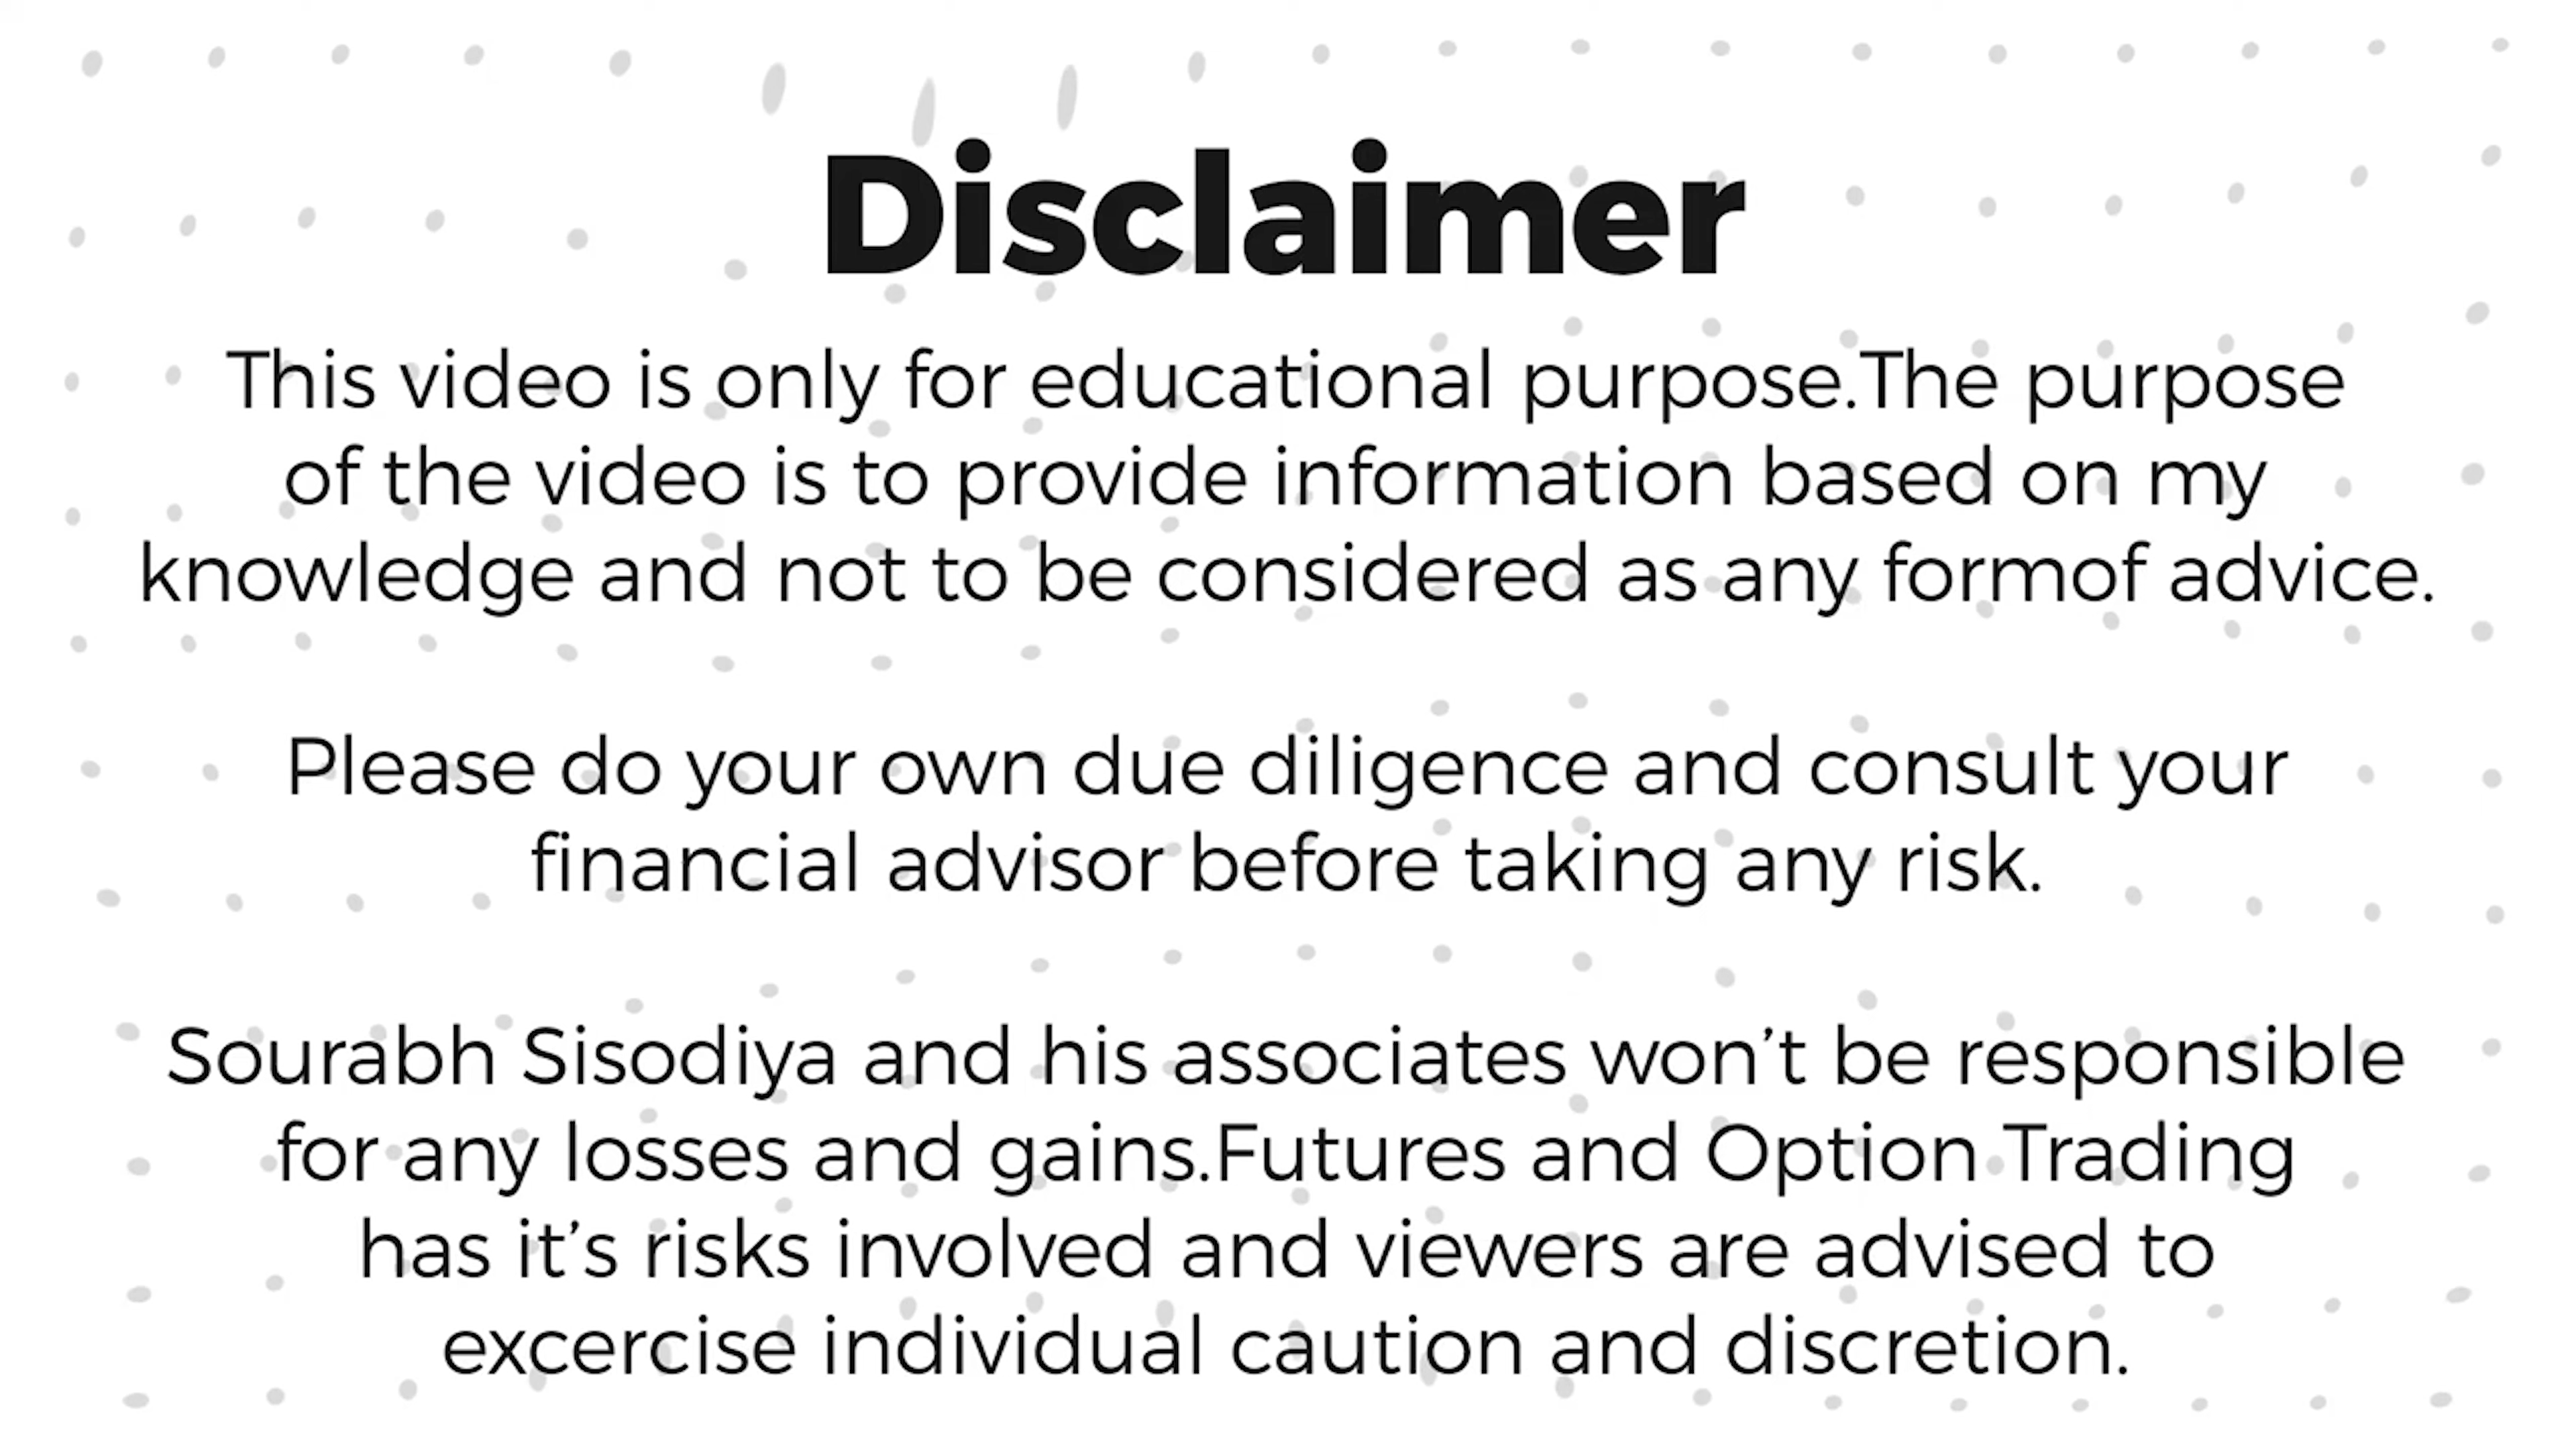 Disclaimer
This video is only for educational purpose.The purpose
of the video is to provide information based on my
knowledge and not to be considered as any formof advice.
Please do your own due diligence and consult your
financial advisor before taking any risk.
Sourabh Sisodiya and his associates won’t be responsible
for any losses and gains.Futures and Option Trading
has it’s risks involved and viewers are advised to
excercise individual caution and discretion.